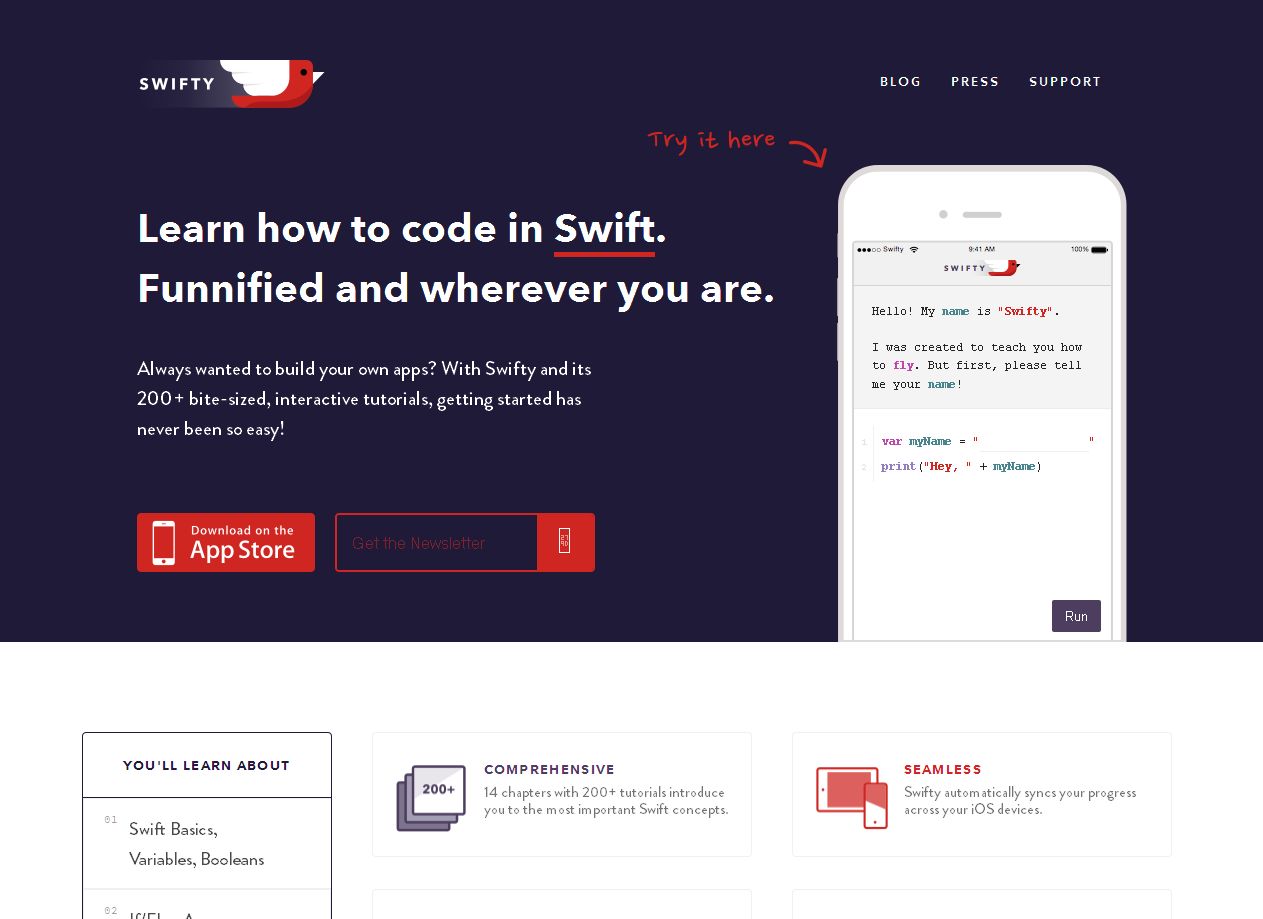 SWIFTY
BLOG PRESS SUPPORT
Try it here
Learn how to code in Swift.
Funnified and wherever you are.
Always wanted to build your own apps? With Swifty and its
200+ bite-sized, interactive tutorials, getting started has
never been so easy!
Download on the
App Store
Get the Newsletter
Swifty 9:41 AM 100%
SWIFTY
Hello! My name is "Swifty".
I was created to teach you how
to fly. But first, please tell
me your name!
1 var myName = " "
2 print("Hey, " + myName)
Run
YOU'LL LEARN ABOUT
01 Swift Basics,
Variables, Booleans
02
200+
COMPREHENSIVE
14 chapters with 200+ tutorials introduce
you to the most important Swift concepts.
SEAMLESS
Swifty automatically syncs your progress
across your iOS devices.